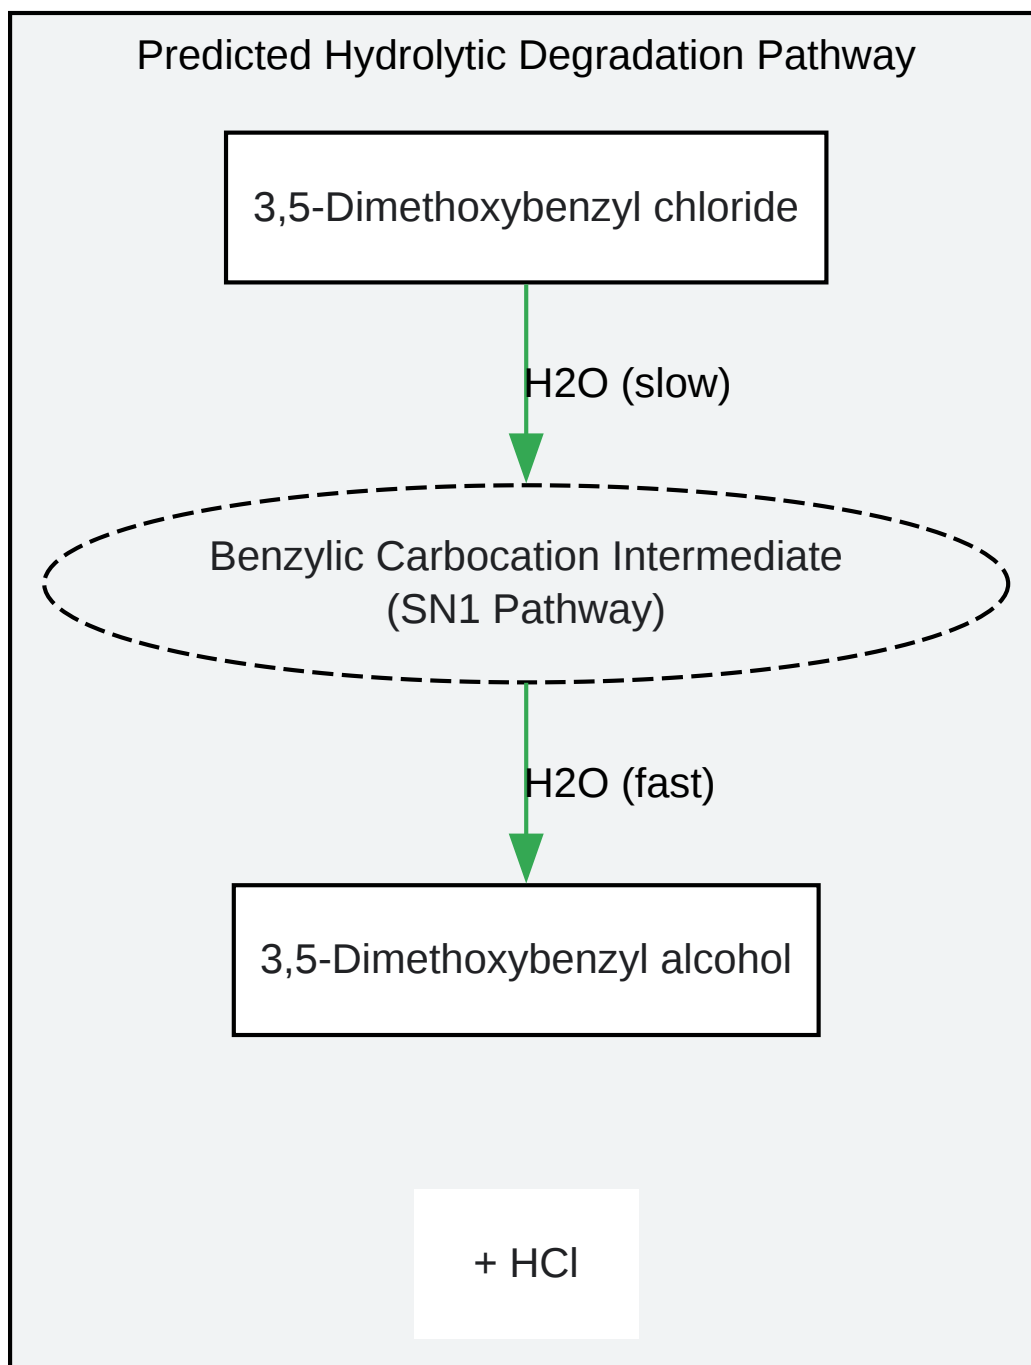 Predicted Hydrolytic Degradation Pathway
3,5-Dimethoxybenzyl chloride
H2O (slow)
Benzylic Carbocation Intermediate
(SN1 Pathway)
H2O (fast)
3,5-Dimethoxybenzyl alcohol
+ HCl